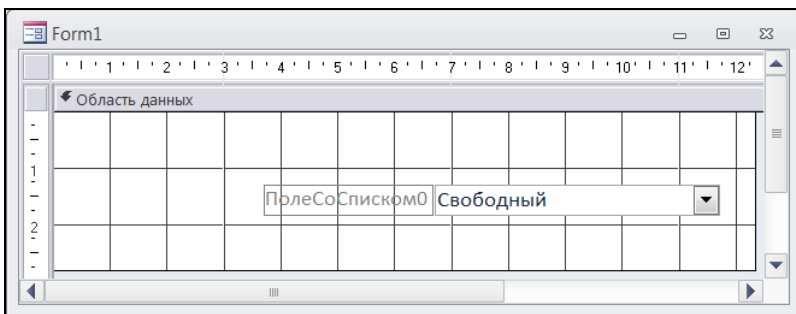 Form1
1 2 3 4 5 6 7 8 9 10 11 12
Область данных
1
ПолеСоСписком0 Свободный
2